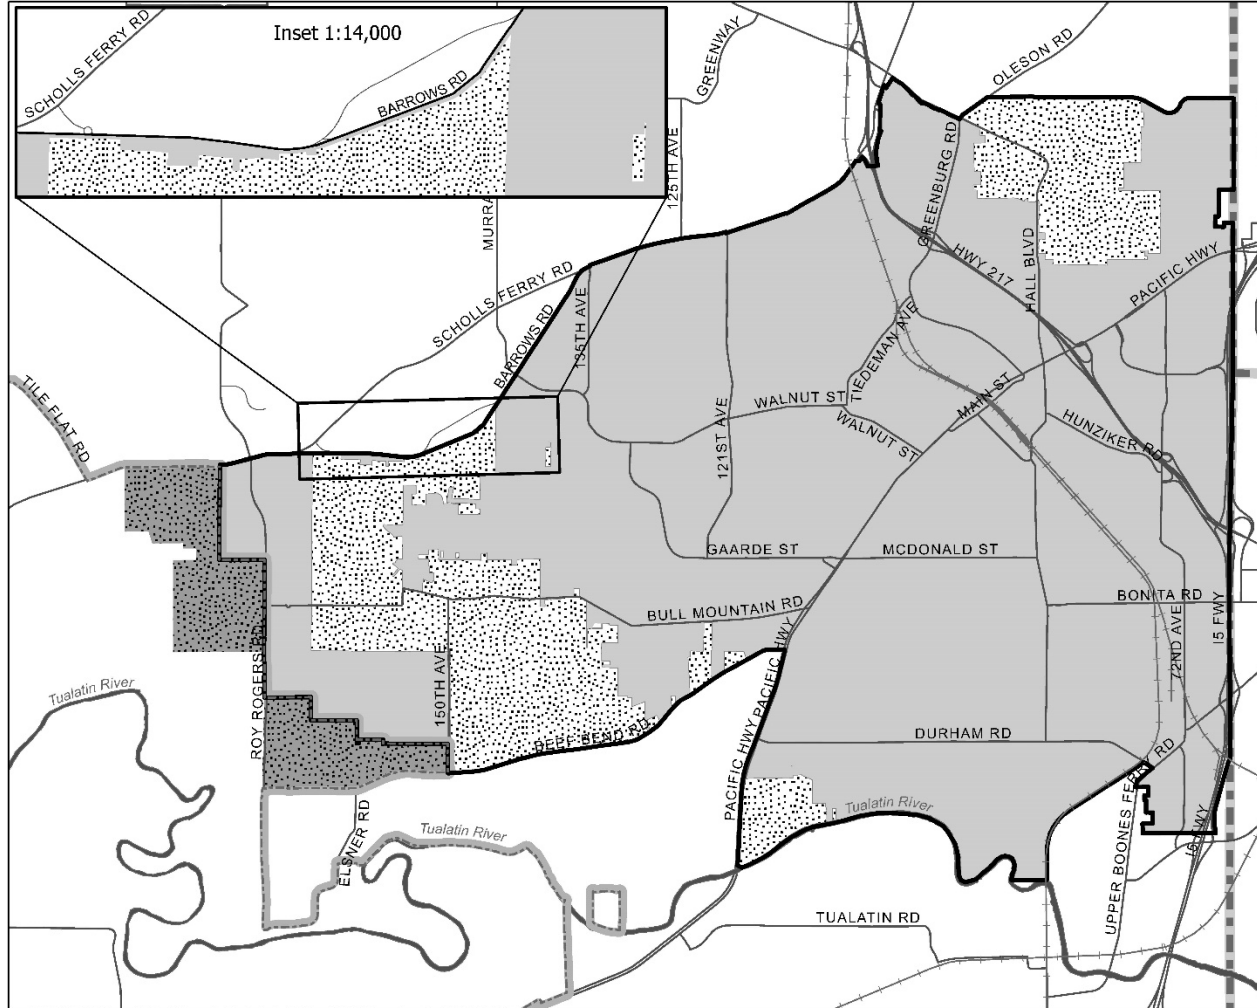 Inset 1:14,000
SCHOLLS FERRY RD
BARROWS RD
GREENWAY
OLESON RD
125TH AVE
MURRA
GREENBURG RD
HWY 217
HALL BLVD
PACIFIC HWY
SCHOLLS FERRY RD
BARROWS RD
135TH AVE
TIEDEMAN AVE
MAIN ST
WALNUT ST
WALNUT ST
HUNZIKER RD
121ST AVE
TILE FLAT RD
GAARDE ST
MCDONALD ST
BULL MOUNTAIN RD
BONITA RD
I5 FWY
72ND AVE
ROY ROGERS RD
150TH AVE
Tualatin River
PACIFIC HWY
PACIFIC HWY
BEEF BEND RD
DURHAM RD
UPPER BOONES FERRY RD
I5 FWY
Tualatin River
ELSNER RD
Tualatin River
TUALATIN RD